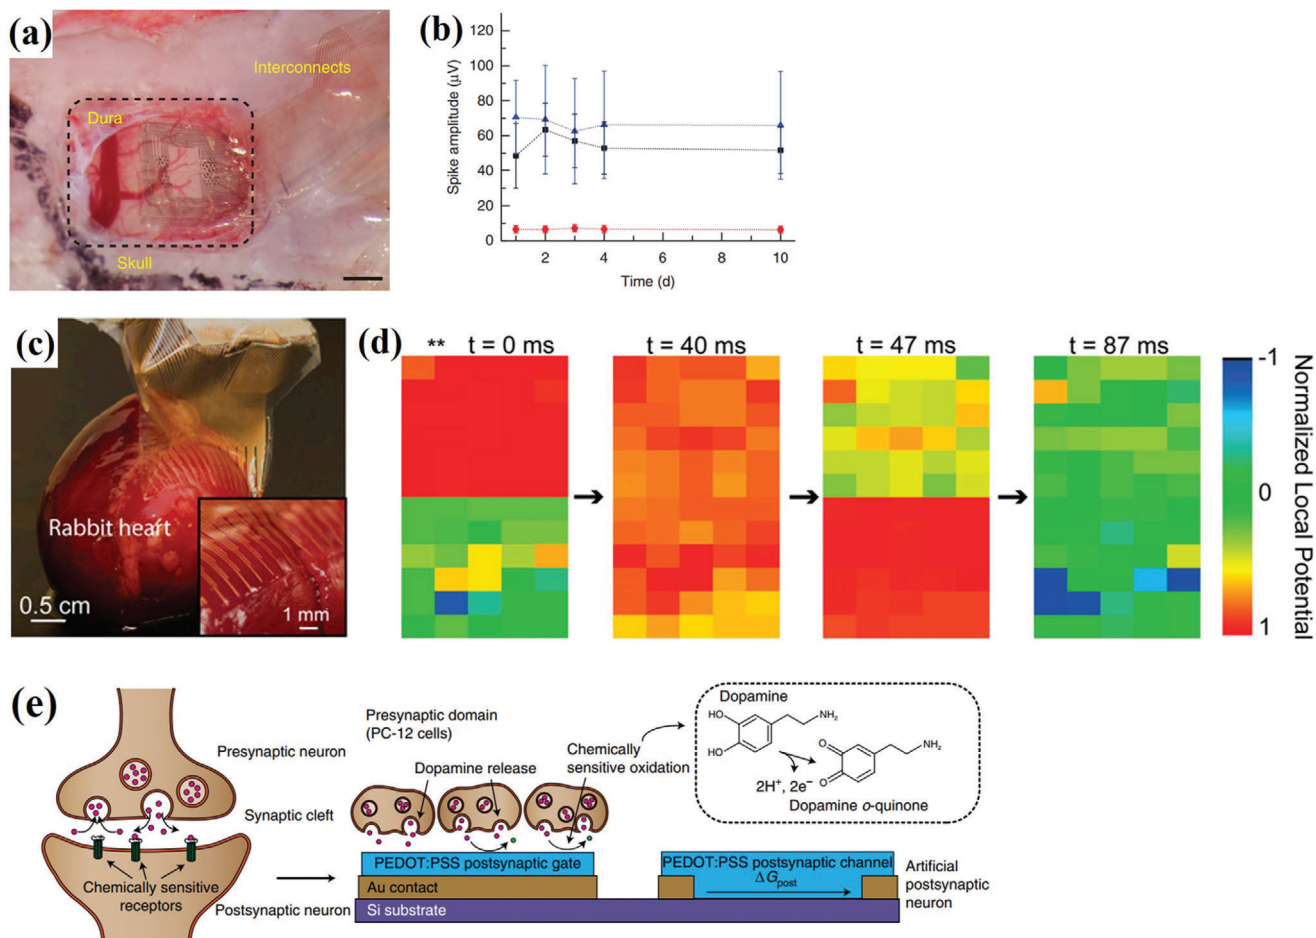 (a)
Interconnects
Dura
Skull
(b)
Spike amplitude (µV)
120
100
80
60
40
20
0
2
4
6
8
10
Time (d)
(c)
Rabbit heart
0.5 cm
1 mm
(d)
** t = 0 ms
t = 40 ms
t = 47 ms
t = 87 ms
-1
0
1
Normalized Local Potential
(e)
Presynaptic neuron
Synaptic cleft
Chemically sensitive
receptors
Postsynaptic neuron
Presynaptic domain
(PC-12 cells)
Dopamine release
Chemically
sensitive oxidation
PEDOT:PSS postsynaptic gate
Au contact
Si substrate
Dopamine
HO
HO
NH₂
2H⁺, 2e⁻
O
O
NH₂
Dopamine o-quinone
PEDOT:PSS postsynaptic channel
ΔGpost
Artificial
postsynaptic
neuron